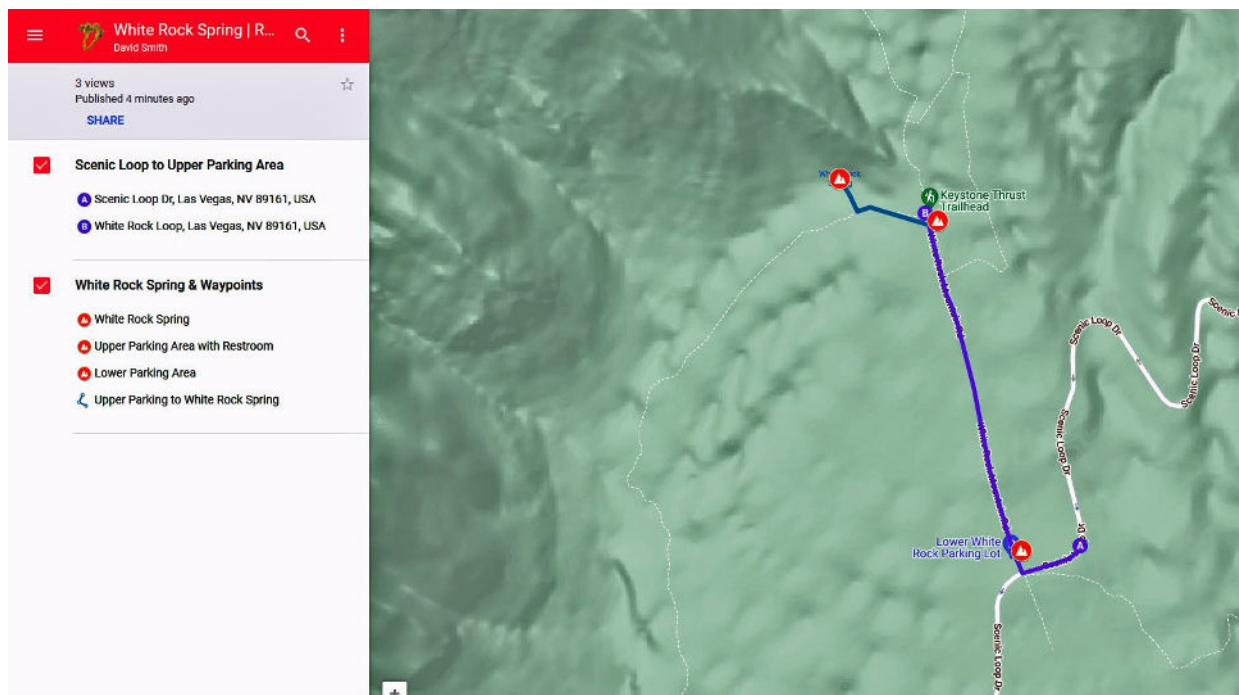 White Rock Spring | R...
David Smith
3 views
Published 4 minutes ago
SHARE
Scenic Loop to Upper Parking Area
A Scenic Loop Dr, Las Vegas, NV 89161, USA
B White Rock Loop, Las Vegas, NV 89161, USA
White Rock Spring & Waypoints
White Rock Spring
Upper Parking Area with Restroom
Lower Parking Area
Upper Parking to White Rock Spring
B
Keystone Thrust
Trailhead
Scenic Loop Dr
Scenic Loop Dr
Scenic
Scenic Loop Dr
Lower White
Rock Parking Lot
A
Scenic Loop Dr
+